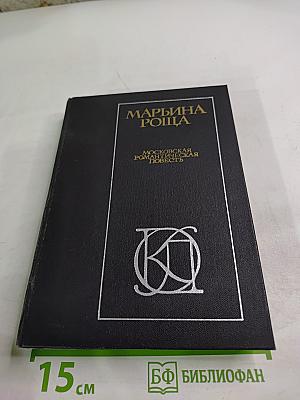 МАРЬИНА
РОЩА
МОСКОВСКАЯ
РОМАНТИЧЕСКАЯ
ПОВЕСТЬ
15 см
БФ БИБЛИОФАН